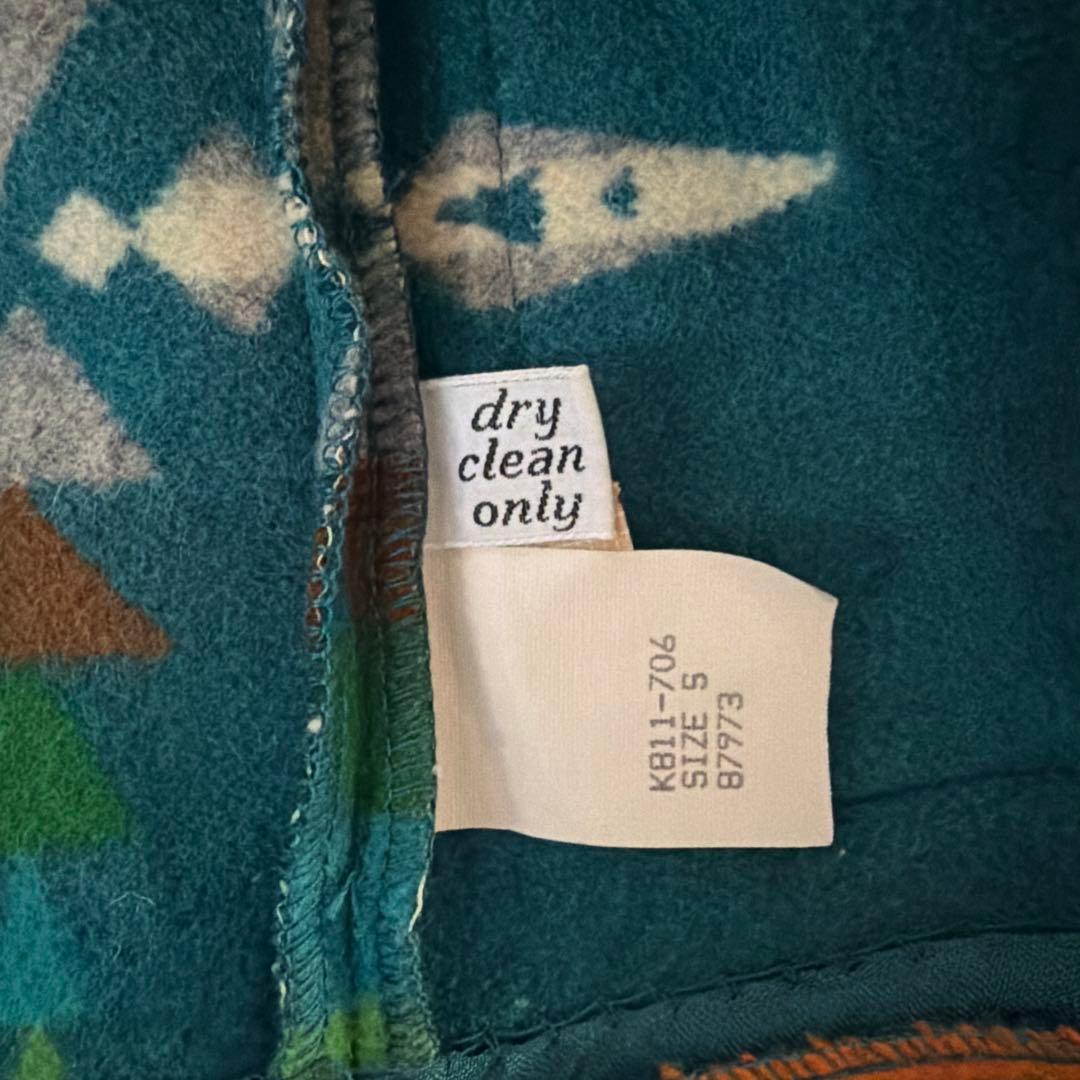 dry
clean
only
K811-706
SIZE S
87973